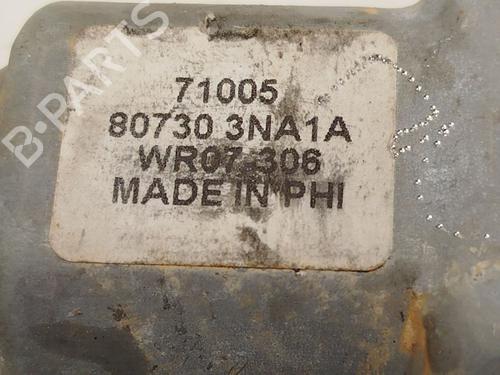 B-PARTS
71005
80730 3NA1A
WR07-306
MADE IN PHI